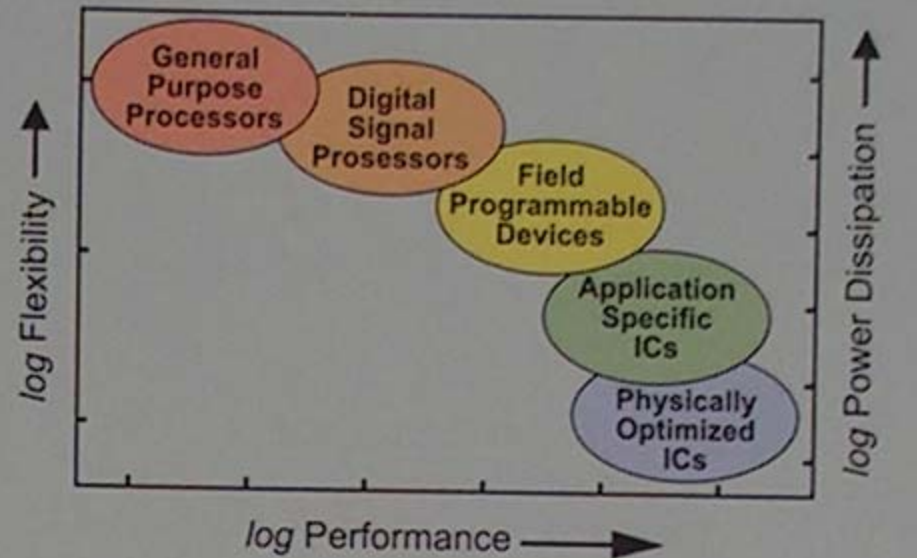 General
Purpose
Processors
Digital
Signal
Prosessors
Field
Programmable
Devices
Application
Specific
ICs
Physically
Optimized
ICs
log Flexibility
log Power Dissipation
log Performance